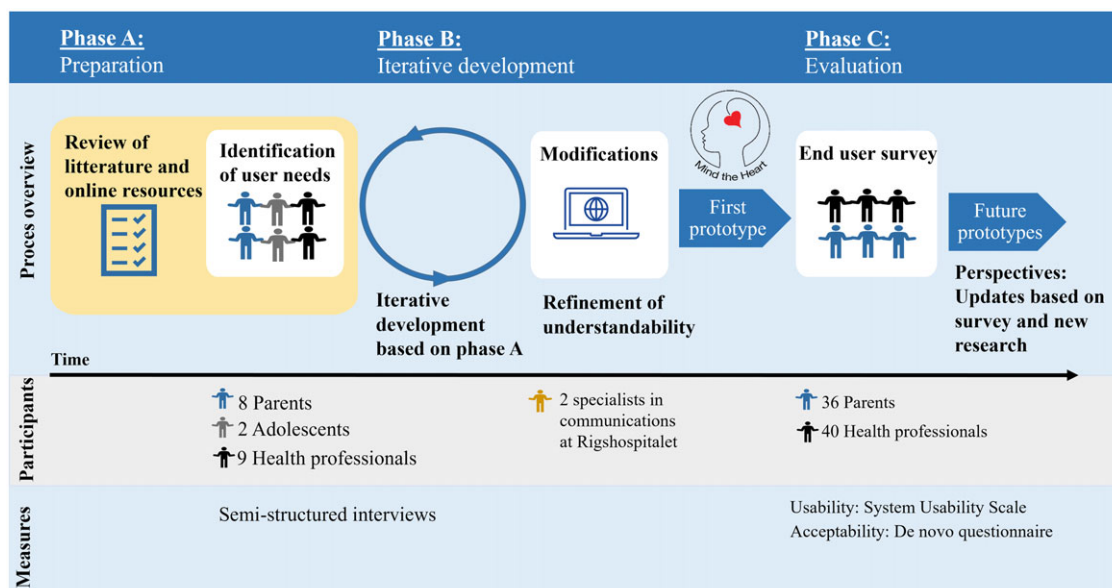 Phase A:
Preparation
Phase B:
Iterative development
Phase C:
Evaluation
Proces overview
Review of
litterature and
online resources
Identification
of user needs
Iterative
development
based on phase A
Modifications
Refinement of
understandability
Mind the Heart
First
prototype
End user survey
Future
prototypes
Perspectives:
Updates based on
survey and new
research
Time
Participants
8 Parents
2 Adolescents
9 Health professionals
2 specialists in
communications
at Rigshospitalet
36 Parents
40 Health professionals
Measures
Semi-structured interviews
Usability: System Usability Scale
Acceptability: De novo questionnaire